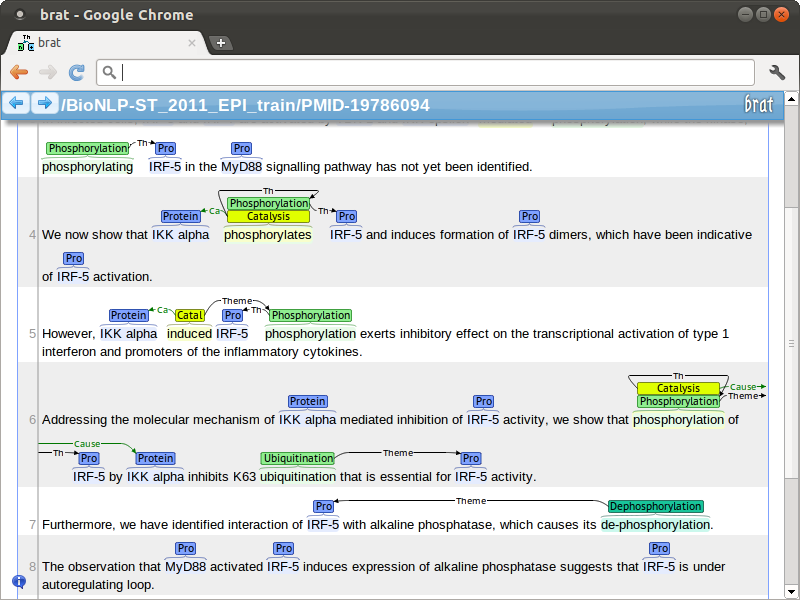 brat - Google Chrome
brat
/BioNLP-ST_2011_EPI_train/PMID-19786094 brat
Phosphorylation Th Pro Pro
phosphorylating IRF-5 in the MyD88 signalling pathway has not yet been identified.
Th
Phosphorylation
Protein Ca Catalysis Th Pro Pro
4 We now show that IKK alpha phosphorylates IRF-5 and induces formation of IRF-5 dimers, which have been indicative
Pro
of IRF-5 activation.
Theme
Protein Ca Catal Pro Th Phosphorylation
5 However, IKK alpha induced IRF-5 phosphorylation exerts inhibitory effect on the transcriptional activation of type 1
interferon and promoters of the inflammatory cytokines.
Th
Catalysis Cause
Protein Pro Phosphorylation Theme
6 Addressing the molecular mechanism of IKK alpha mediated inhibition of IRF-5 activity, we show that phosphorylation of
Cause
Th Pro Protein Ubiquitination Theme Pro
IRF-5 by IKK alpha inhibits K63 ubiquitination that is essential for IRF-5 activity.
Pro Theme Dephosphorylation
7 Furthermore, we have identified interaction of IRF-5 with alkaline phosphatase, which causes its de-phosphorylation.
Pro Pro Pro
8 The observation that MyD88 activated IRF-5 induces expression of alkaline phosphatase suggests that IRF-5 is under
autoregulating loop.